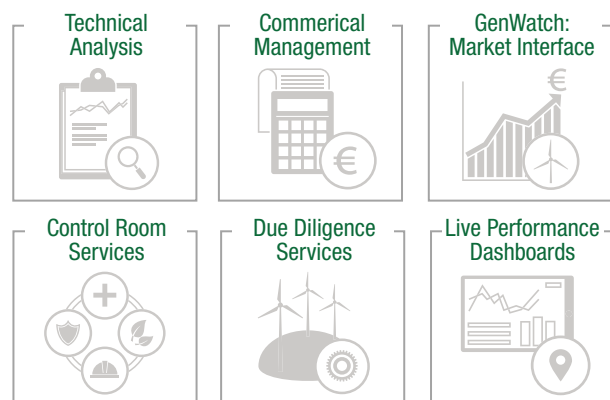 Technical
Analysis
Commerical
Management
GenWatch:
Market Interface
€
€
Control Room
Services
Due Diligence
Services
Live Performance
Dashboards